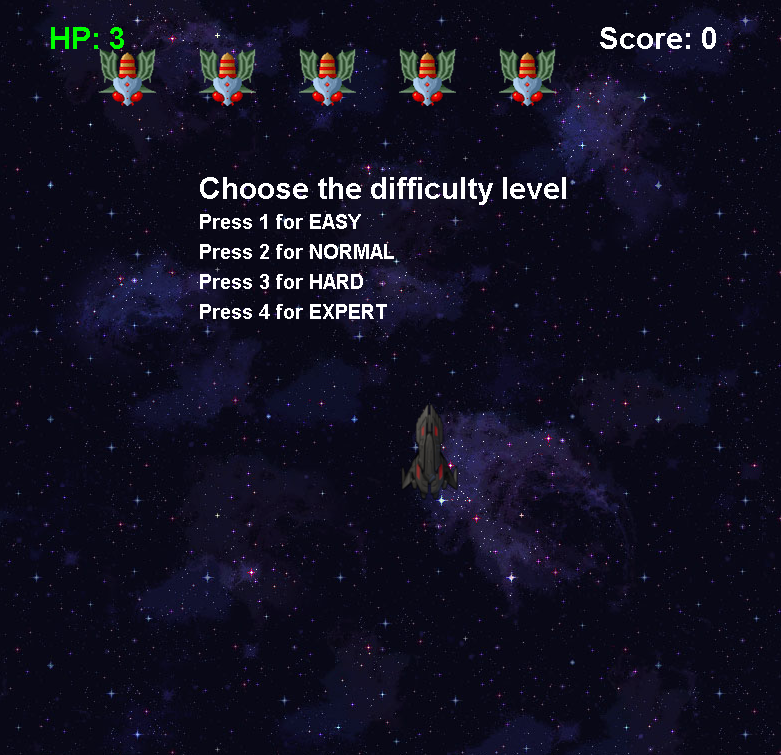 HP: 3
Score: 0
Choose the difficulty level
Press 1 for EASY
Press 2 for NORMAL
Press 3 for HARD
Press 4 for EXPERT